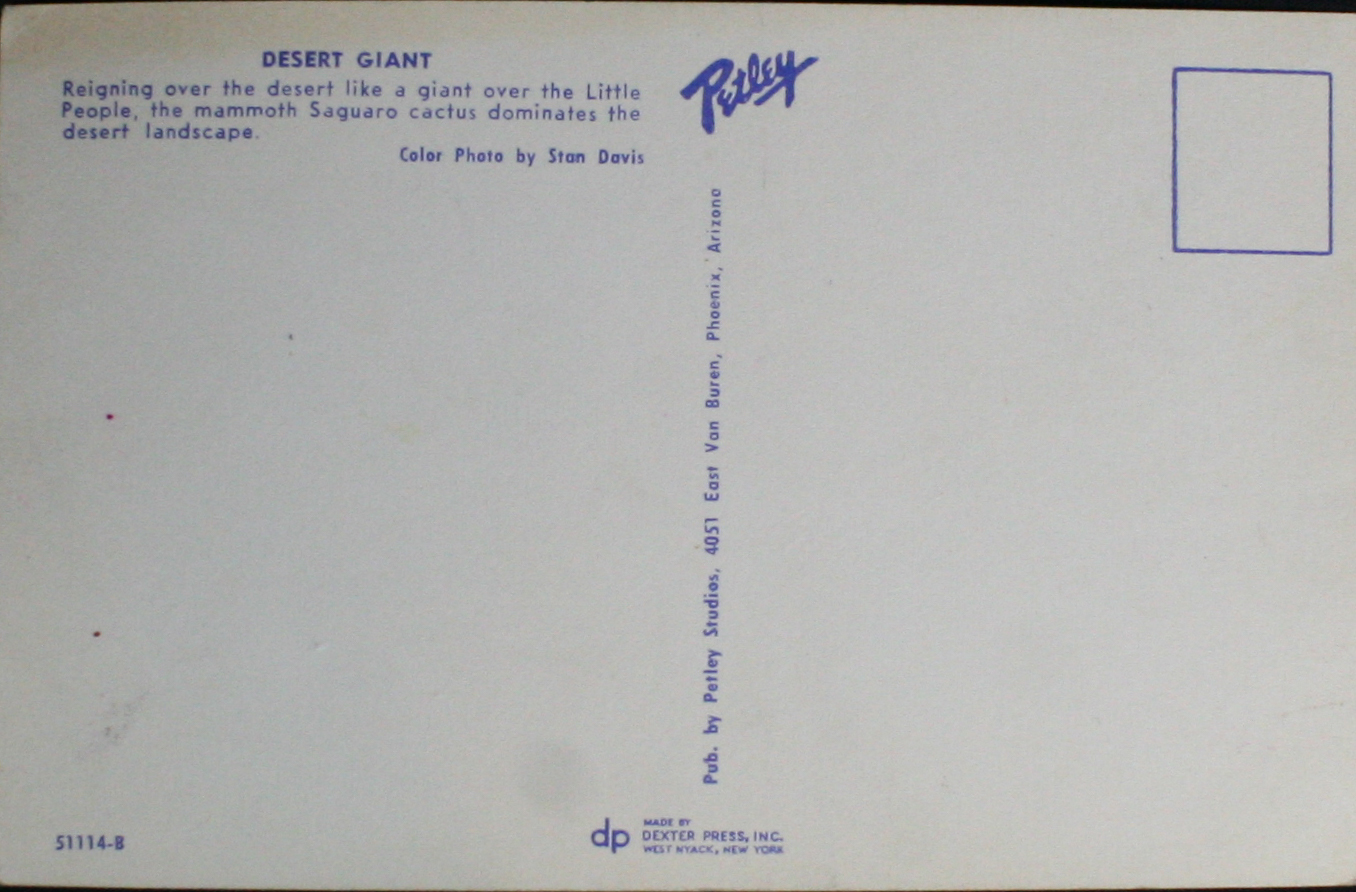 DESERT GIANT
Reigning over the desert like a giant over the Little
People, the mammoth Saguaro cactus dominates the
desert landscape.
Color Photo by Stan Davis
Petley
Pub. by Petley Studios, 4051 East Van Buren, Phoenix, Arizona
51114-B
dp
MADE BY
DEXTER PRESS, INC.
WEST NYACK, NEW YORK